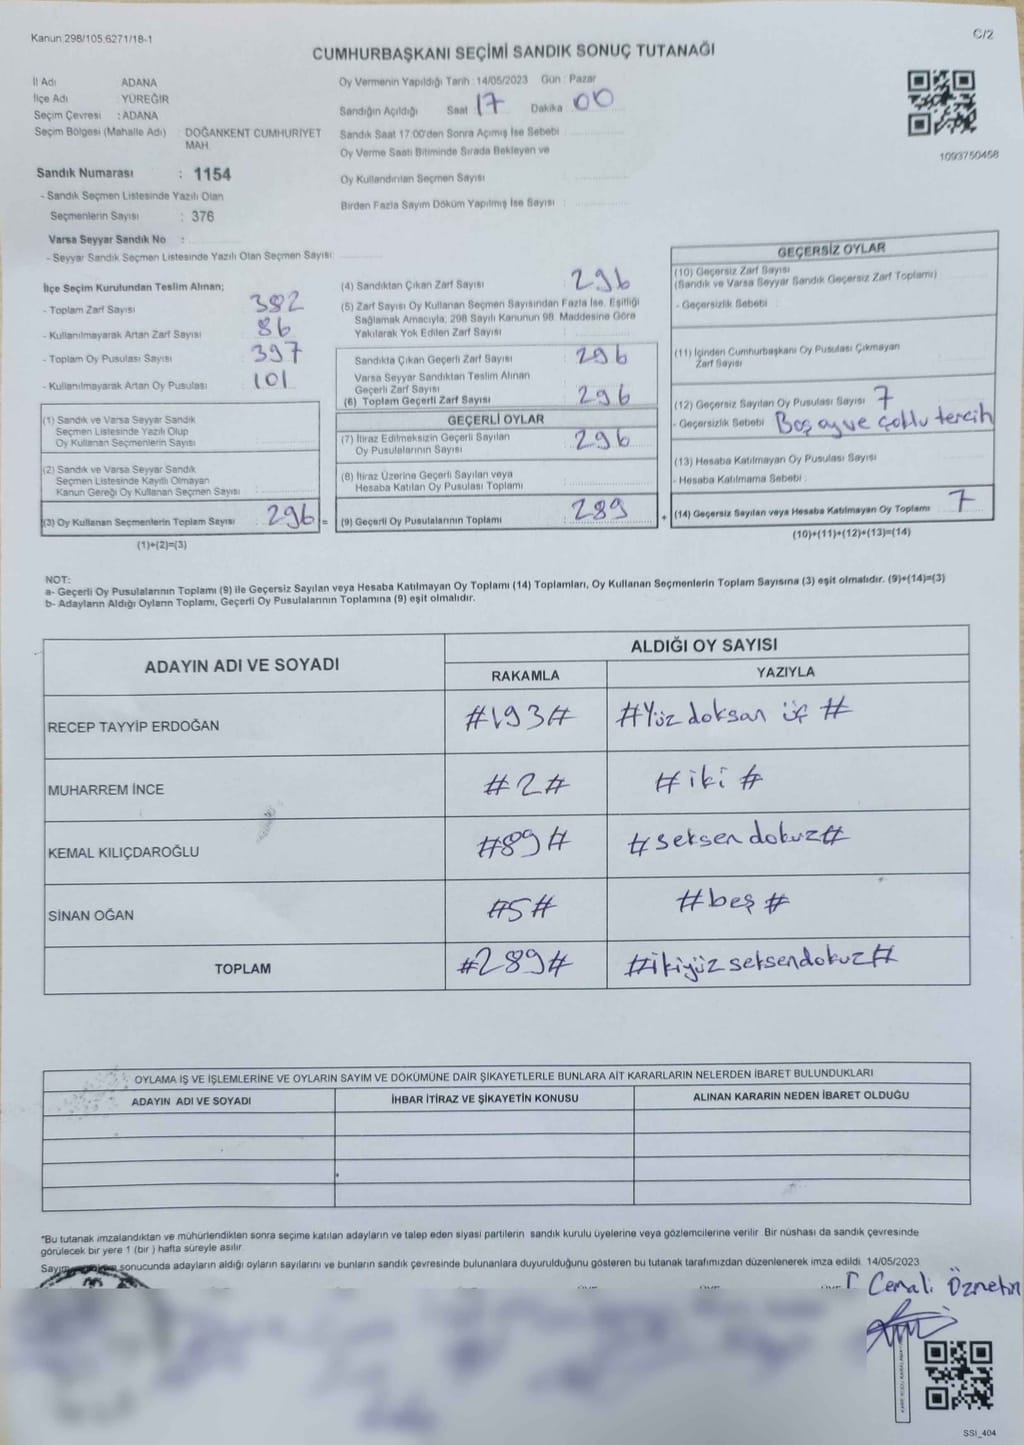 Kanun 298/105,6271/18-1
C/2
CUMHURBAŞKANI SEÇİMİ SANDIK SONUÇ TUTANAĞI
İl Adı ADANA
İlçe Adı YÜREĞİR
Seçim Çevresi : ADANA
Seçim Bölgesi (Mahalle Adı) : DOĞANKENT CUMHURİYET
MAH.
Sandık Numarası : 1154
- Sandık Seçmen Listesinde Yazılı Olan
Seçmenlerin Sayısı : 376
Varsa Seyyar Sandık No :
- Seyyar Sandık Seçmen Listesinde Yazılı Olan Seçmen Sayısı:
Oy Vermenin Yapıldığı Tarih : 14/05/2023 Gün : Pazar
Sandığın Açıldığı Saat 17 Dakika 00
Sandık Saat 17:00'den Sonra Açımış İse Sebebi :
Oy Verme Saati Bitiminde Sırada Bekleyen ve
Oy Kullandırılan Seçmen Sayısı :
Birden Fazla Sayım Döküm Yapılmış İse Sayısı :
1093750458
İlçe Seçim Kurulundan Teslim Alınan;
- Toplam Zarf Sayısı 382
- Kullanılmayarak Artan Zarf Sayısı : 86
- Toplam Oy Pusulası Sayısı : 397
- Kullanılmayarak Artan Oy Pusulası : 101
(1) Sandık ve Varsa Seyyar Sandık
Seçmen Listesinde Yazılı Olup
Oy Kullanan Seçmenlerin Sayısı :
(2) Sandık ve Varsa Seyyar Sandık
Seçmen Listesinde Kayıtlı Olmayan
Kanun Gereği Oy Kullanan Seçmen Sayısı :
(3) Oy Kullanan Seçmenlerin Toplam Sayısı : 296 =
(1)+(2)=(3)
(4) Sandıktan Çıkan Zarf Sayısı : 296
(5) Zarf Sayısı Oy Kullanan Seçmen Sayısından Fazla İse, Eşitliği
Sağlamak Amacıyla; 298 Sayılı Kanunun 98. Maddesine Göre
Yakılarak Yok Edilen Zarf Sayısı :
Sandıkta Çıkan Geçerli Zarf Sayısı : 296
Varsa Seyyar Sandıktan Teslim Alınan
Geçerli Zarf Sayısı :
(6) Toplam Geçerli Zarf Sayısı : 296
GEÇERLİ OYLAR
(7) İtiraz Edilmeksizin Geçerli Sayılan
Oy Pusulalarının Sayısı : 296
(8) İtiraz Üzerine Geçerli Sayılan veya
Hesaba Katılan Oy Pusulası Toplamı :
(9) Geçerli Oy Pusulalarının Toplamı : 289 +
GEÇERSİZ OYLAR
(10) Geçersiz Zarf Sayısı
(Sandık ve Varsa Seyyar Sandık Geçersiz Zarf Toplamı) :
- Geçersizlik Sebebi :
(11) İçinden Cumhurbaşkanı Oy Pusulası Çıkmayan
Zarf Sayısı :
(12) Geçersiz Sayılan Oy Pusulası Sayısı : 7
- Geçersizlik Sebebi : Boş oy ve çoklu tercih
(13) Hesaba Katılmayan Oy Pusulası Sayısı :
- Hesaba Katılmama Sebebi :
(14) Geçersiz Sayılan veya Hesaba Katılmayan Oy Toplamı : 7
(10)+(11)+(12)+(13)=(14)
NOT:
a- Geçerli Oy Pusulalarının Toplamı (9) ile Geçersiz Sayılan veya Hesaba Katılmayan Oy Toplamı (14) Toplamları, Oy Kullanan Seçmenlerin Toplam Sayısına (3) eşit olmalıdır. (9)+(14)=(3)
b- Adayların Aldığı Oyların Toplamı, Geçerli Oy Pusulalarının Toplamına (9) eşit olmalıdır.
ADAYIN ADI VE SOYADI
ALDIĞI OY SAYISI
RAKAMLA YAZIYLA
RECEP TAYYİP ERDOĞAN #193# #Yüz doksan üç #
MUHARREM İNCE #2# #iki #
KEMAL KILIÇDAROĞLU #89# #seksen dokuz#
SİNAN OĞAN #5# #beş #
TOPLAM #289# #ikiyüz seksendokuz#
OYLAMA İŞ VE İŞLEMLERİNE VE OYLARIN SAYIM VE DÖKÜMÜNE DAİR ŞİKAYETLERLE BUNLARA AİT KARARLARIN NELERDEN İBARET BULUNDUKLARI
ADAYIN ADI VE SOYADI İHBAR İTİRAZ VE ŞİKAYETİN KONUSU ALINAN KARARIN NEDEN İBARET OLDUĞU
*Bu tutanak imzalandıktan ve mühürlendikten sonra seçime katılan adayların ve talep eden siyasi partilerin sandık kurulu üyelerine veya gözlemcilerine verilir. Bir nüshası da sandık çevresinde
görülecek bir yere 1 (bir ) hafta süreyle asılır.
sonucunda adayların aldığı oyların sayılarını ve bunların sandık çevresinde bulunanlara duyurulduğunu gösteren bu tutanak tarafımızdan düzenlenerek imza edildi. 14/05/2023
Cemali
SSI_404